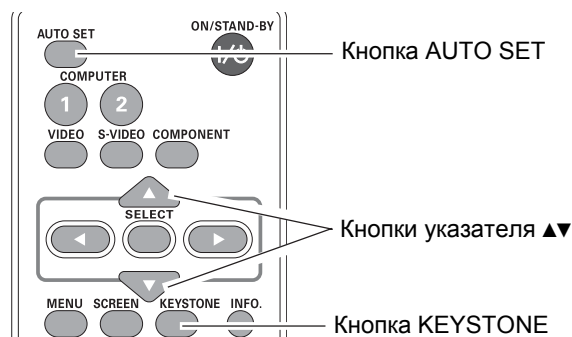 AUTO SET
ON/STAND-BY
I/⏻
Кнопка AUTO SET
COMPUTER
1 2
VIDEO S-VIDEO COMPONENT
SELECT
Кнопки указателя ▲▼
MENU SCREEN KEYSTONE INFO.
Кнопка KEYSTONE